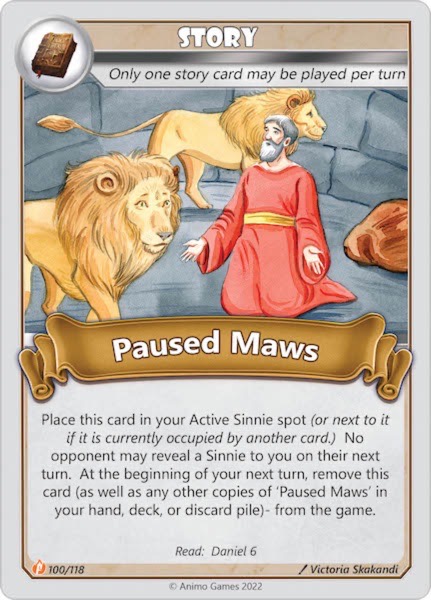 STORY
Only one story card may be played per turn
Paused Maws
Place this card in your Active Sinnie spot (or next to it
if it is currently occupied by another card.)  No
opponent may reveal a Sinnie to you on their next
turn.  At the beginning of your next turn, remove this
card (as well as any other copies of 'Paused Maws' in
your hand, deck, or discard pile)- from the game.
Read:  Daniel 6
100/118
Victoria Skakandi
© Animo Games 2022